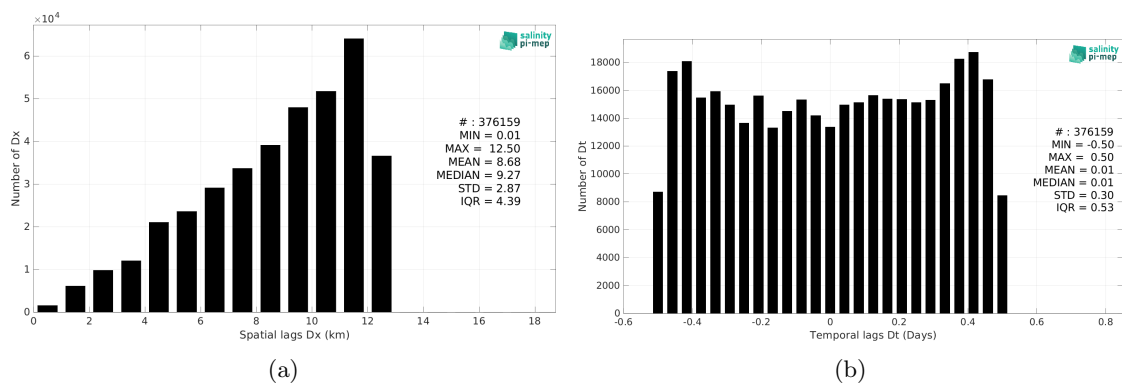 ×10⁴
salinity
pi-mep
6
5
4
3
2
1
0
Number of Dx
# : 376159
MIN = 0.01
MAX = 12.50
MEAN = 8.68
MEDIAN = 9.27
STD = 2.87
IQR = 4.39
0 2 4 6 8 10 12 14 16 18
Spatial lags Dx (km)
(a)
salinity
pi-mep
18000
16000
14000
12000
10000
8000
6000
4000
2000
0
Number of Dt
# : 376159
MIN = -0.50
MAX = 0.50
MEAN = 0.01
MEDIAN = 0.01
STD = 0.30
IQR = 0.53
-0.6 -0.4 -0.2 0 0.2 0.4 0.6 0.8
Temporal lags Dt (Days)
(b)